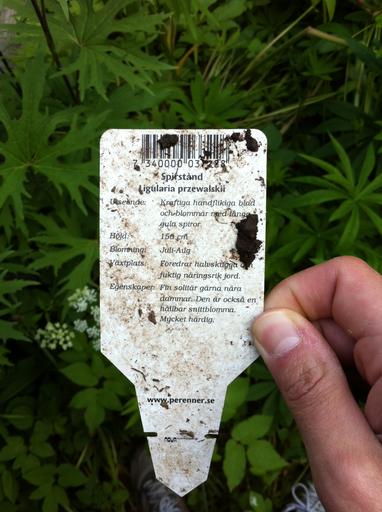 7 340000 037228
Spirstånd
Ligularia przewalskii
Utseende: Kraftiga handflikiga blad
och blommar med långa
gula spiror.
Höjd: 150 cm
Blomning: Juli-Aug
Växtplats: Föredrar halvskugga
fuktig näringsrik jord.
Egenskaper: Fin solitär gärna nära
dammar. Den är också en
hållbar snittblomma.
Mycket härdig.
www.perenner.se